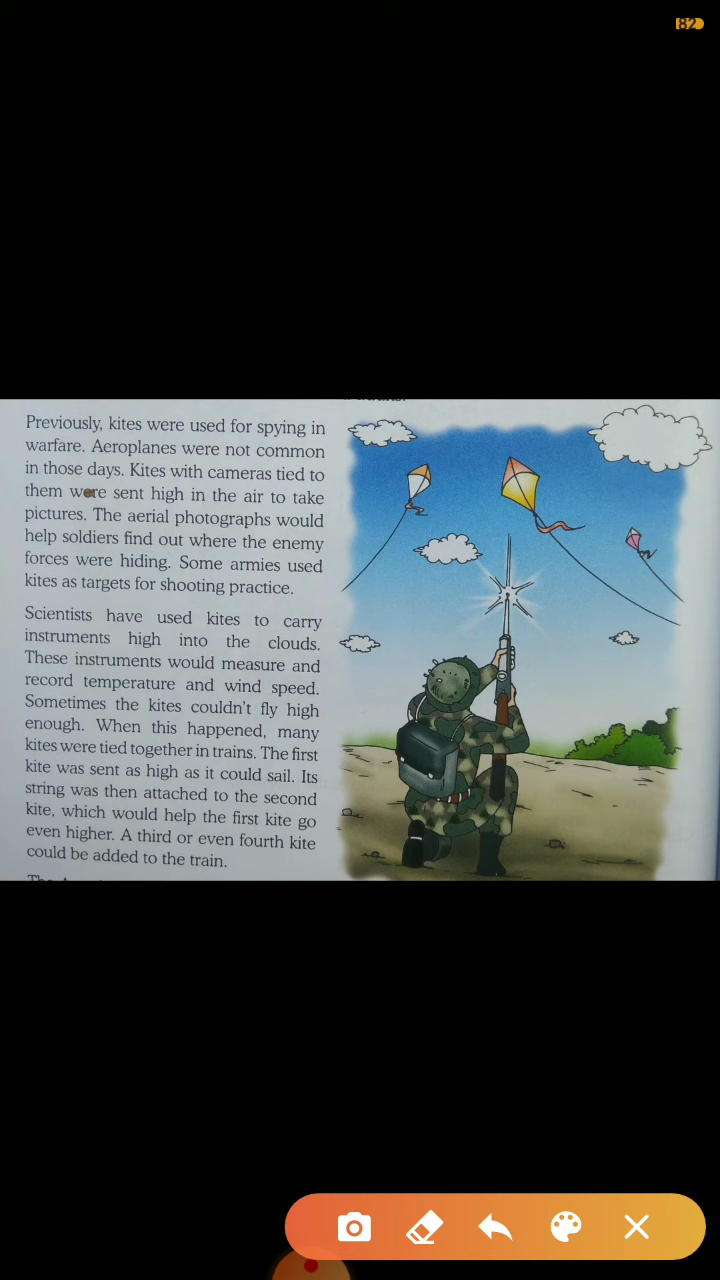 82
Previously, kites were used for spying in
warfare. Aeroplanes were not common
in those days. Kites with cameras tied to
them were sent high in the air to take
pictures. The aerial photographs would
help soldiers find out where the enemy
forces were hiding. Some armies used
kites as targets for shooting practice.
Scientists have used kites to carry
instruments high into the clouds.
These instruments would measure and
record temperature and wind speed.
Sometimes the kites couldn't fly high
enough. When this happened, many
kites were tied together in trains. The first
kite was sent as high as it could sail. Its
string was then attached to the second
kite, which would help the first kite go
even higher. A third or even fourth kite
could be added to the train.